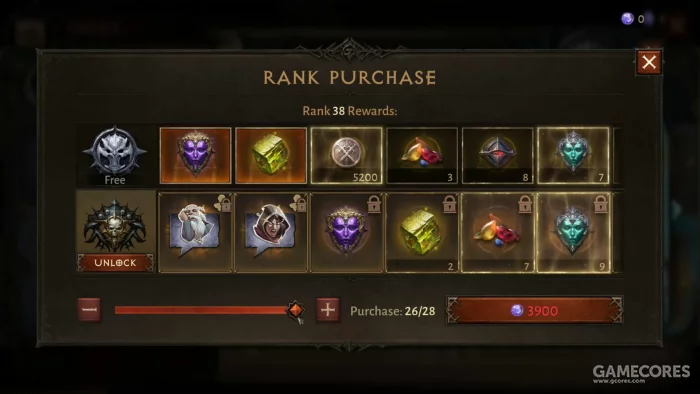 0
RANK PURCHASE
Rank 38 Rewards:
Free
5200
3
8
7
UNLOCK
2
7
9
Purchase: 26/28
3900
GAMECORES
www.gcores.com